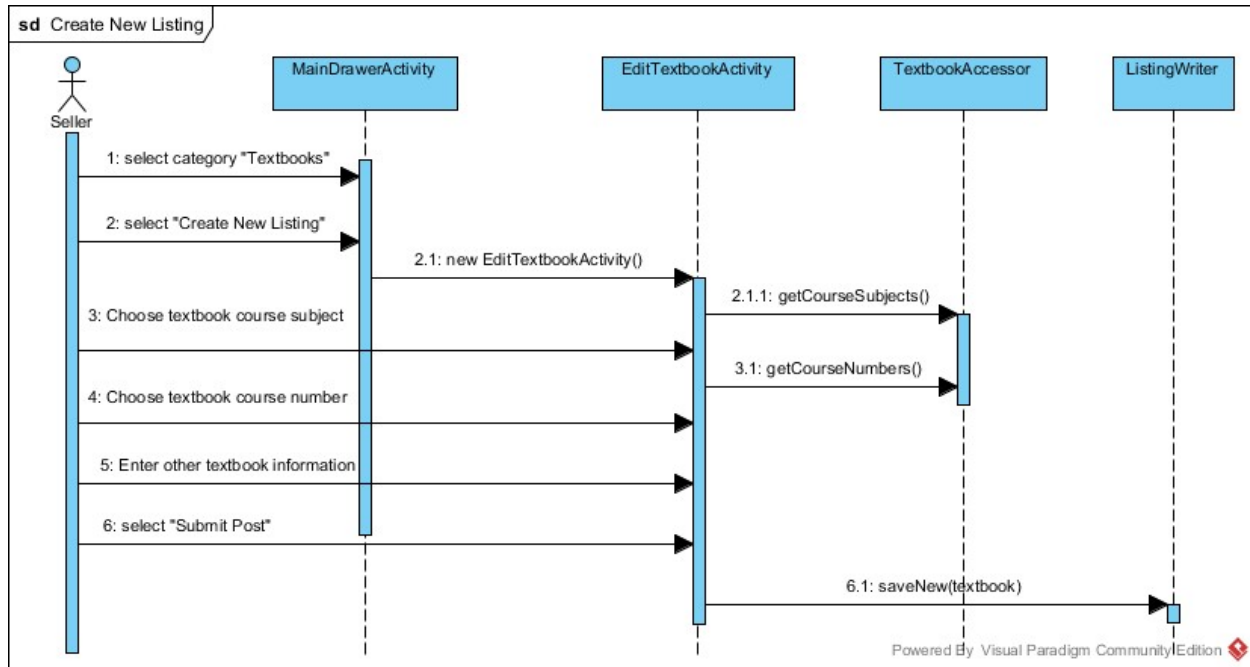 sd Create New Listing
MainDrawerActivity
EditTextbookActivity
TextbookAccessor
ListingWriter
Seller
1: select category "Textbooks"
2: select "Create New Listing"
2.1: new EditTextbookActivity()
2.1.1: getCourseSubjects()
3: Choose textbook course subject
3.1: getCourseNumbers()
4: Choose textbook course number
5: Enter other textbook information
6: select "Submit Post"
6.1: saveNew(textbook)
Powered By Visual Paradigm Community Edition